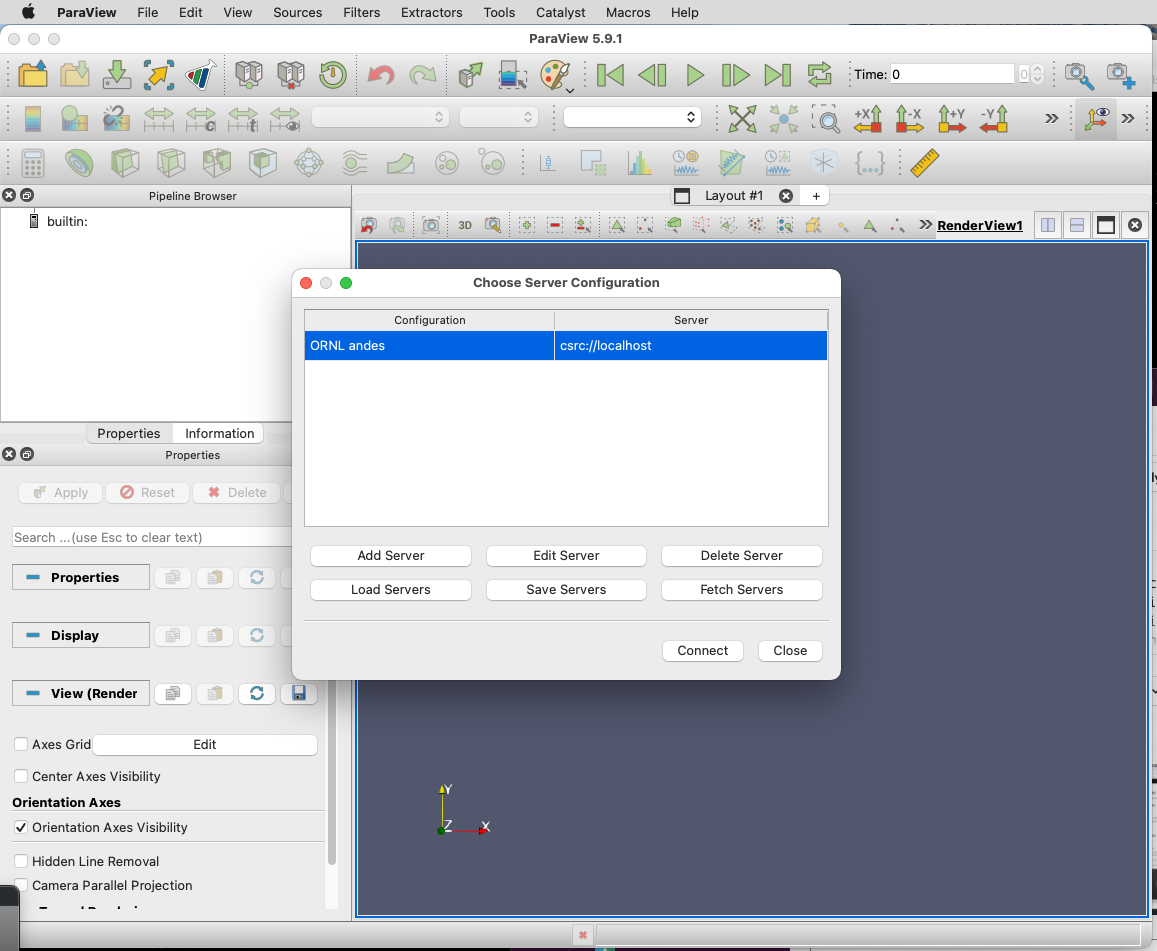 ParaView File Edit View Sources Filters Extractors Tools Catalyst Macros Help
ParaView 5.9.1
Time: 0 0
+X -X +Y -Y
Pipeline Browser
Layout #1 +
builtin:
3D RenderView1
Choose Server Configuration
Configuration Server
ORNL andes csrc://localhost
Properties Information
Properties
Apply Reset Delete
Search ...(use Esc to clear text)
Add Server Edit Server Delete Server
Properties
Load Servers Save Servers Fetch Servers
Display
Connect Close
View (Render
Axes Grid Edit
Center Axes Visibility
Y
Orientation Axes
Orientation Axes Visibility
Z X
Hidden Line Removal
Camera Parallel Projection